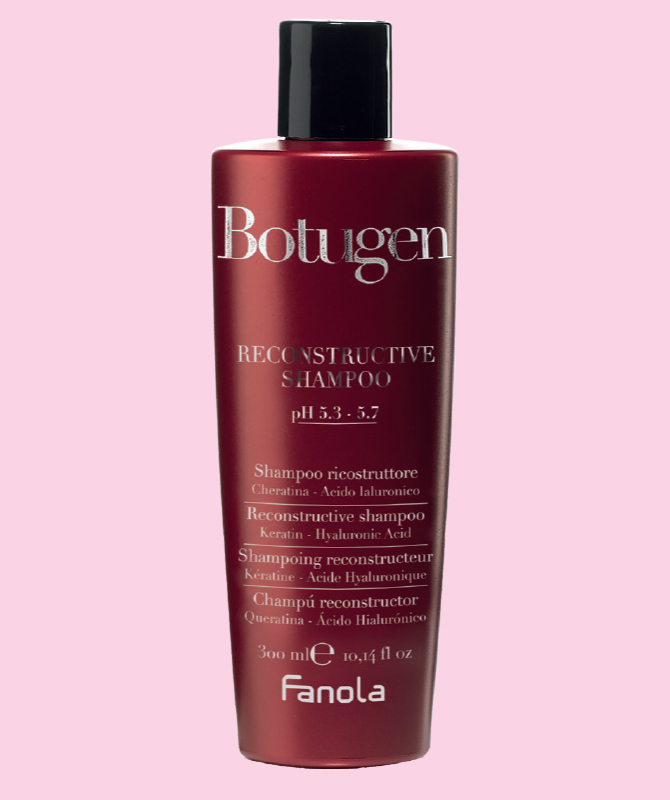 Botugen
RECONSTRUCTIVE
SHAMPOO
pH 5.3 - 5.7
Shampoo ricostruttore
Cheratina - Acido Ialuronico
Reconstructive shampoo
Keratin - Hyaluronic Acid
Shampoing reconstructeur
Kératine - Acide Hyaluronique
Champú reconstructor
Queratina - Ácido Hialurónico
300 ml ℮ 10,14 fl oz
Fanola